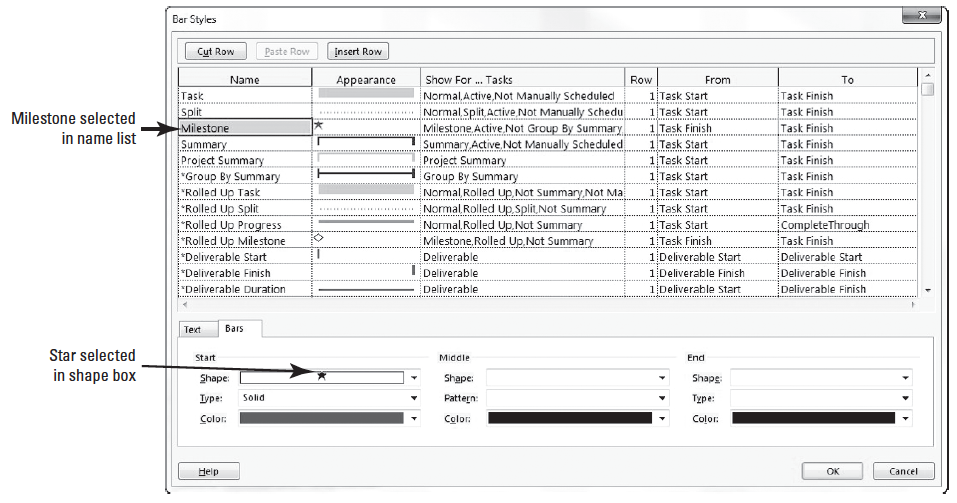 Bar Styles
Cut Row Paste Row Insert Row
Name Appearance Show For ... Tasks Row From To
Task Normal,Active,Not Manually Scheduled 1 Task Start Task Finish
Split Normal,Split,Active,Not Manually Schedu 1 Task Start Task Finish
Milestone Milestone,Active,Not Group By Summary 1 Task Finish Task Finish
Summary Summary,Active,Not Manually Scheduled 1 Task Start Task Finish
Project Summary Project Summary 1 Task Start Task Finish
*Group By Summary Group By Summary 1 Task Start Task Finish
*Rolled Up Task Normal,Rolled Up,Not Summary,Not Ma 1 Task Start Task Finish
*Rolled Up Split Normal,Rolled Up,Split,Not Summary 1 Task Start Task Finish
*Rolled Up Progress Normal,Rolled Up,Not Summary 1 Task Start CompleteThrough
*Rolled Up Milestone Milestone,Rolled Up,Not Summary 1 Task Finish Task Finish
*Deliverable Start Deliverable 1 Deliverable Start Deliverable Start
*Deliverable Finish Deliverable 1 Deliverable Finish Deliverable Finish
*Deliverable Duration Deliverable 1 Deliverable Start Deliverable Finish
Milestone selected
in name list
Text Bars
Start Middle End
Shape: Shape: Shape:
Type: Solid Pattern: Type:
Color: Color: Color:
Star selected
in shape box
Help OK Cancel